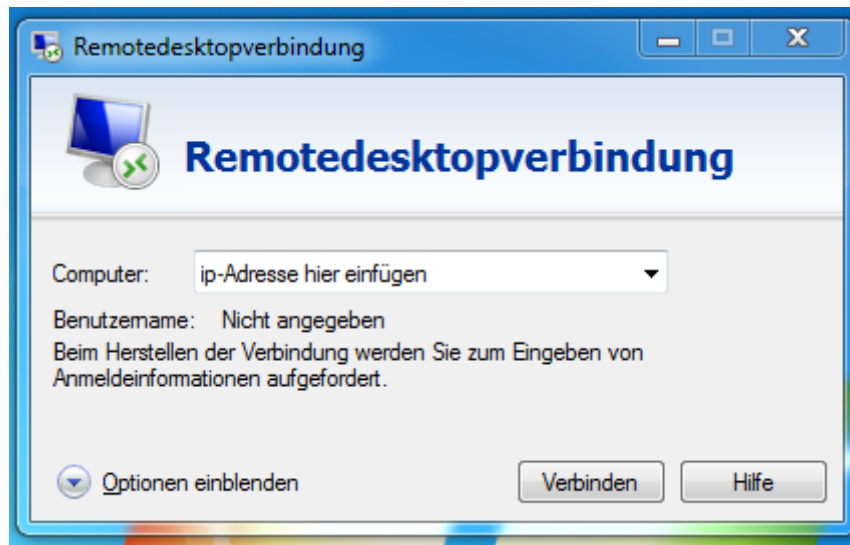 Remotedesktopverbindung
Remotedesktopverbindung
Computer: ip-Adresse hier einfügen
Benutzername: Nicht angegeben
Beim Herstellen der Verbindung werden Sie zum Eingeben von
Anmeldeinformationen aufgefordert.
Optionen einblenden Verbinden Hilfe